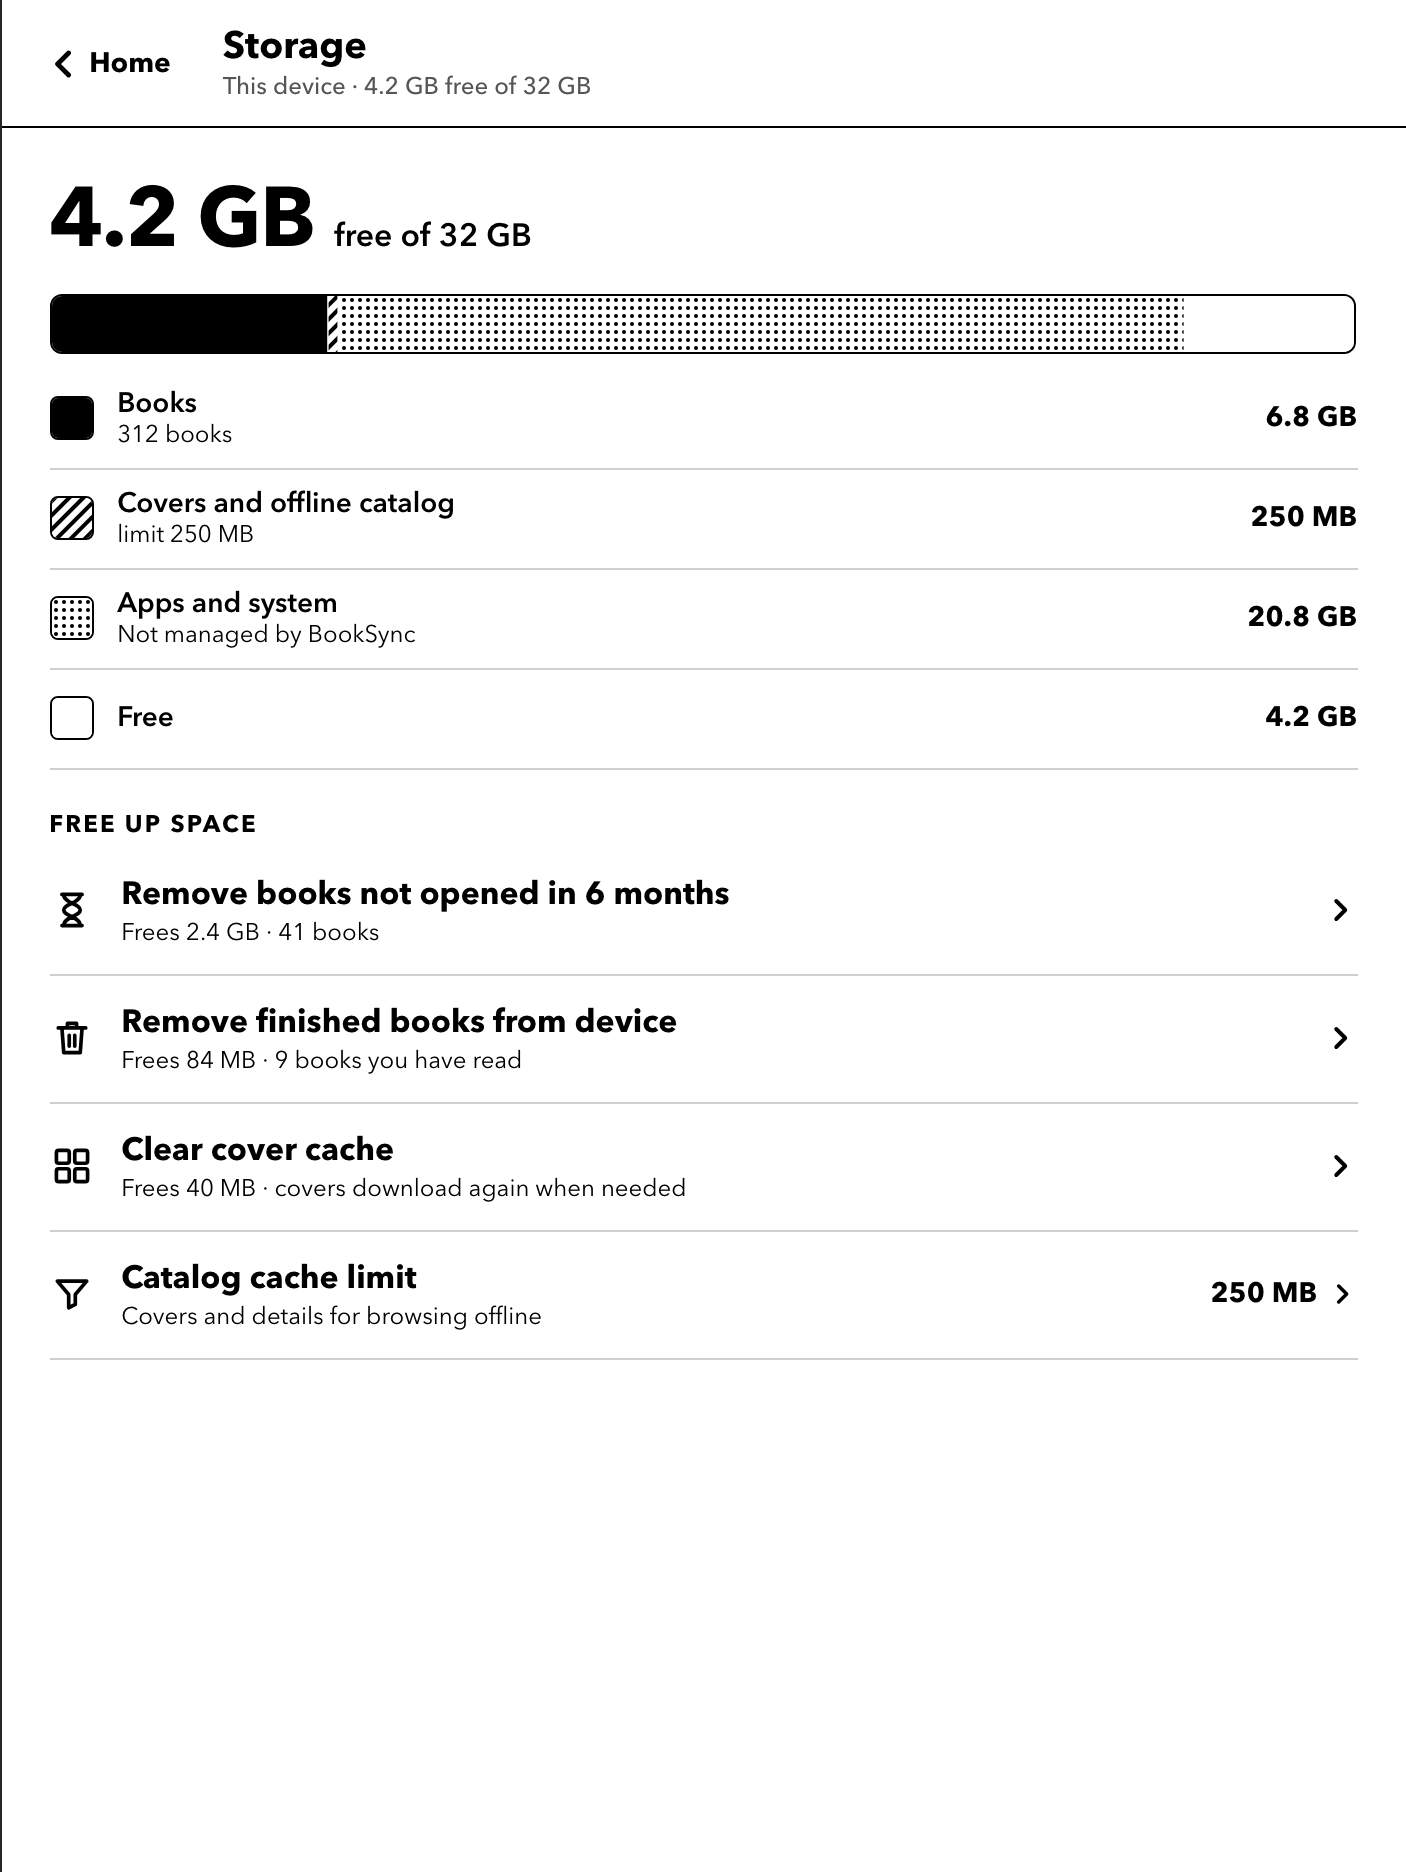 Home
Storage
This device · 4.2 GB free of 32 GB
4.2 GB free of 32 GB
Books
312 books
6.8 GB
Covers and offline catalog
limit 250 MB
250 MB
Apps and system
Not managed by BookSync
20.8 GB
Free
4.2 GB
FREE UP SPACE
Remove books not opened in 6 months
Frees 2.4 GB · 41 books
Remove finished books from device
Frees 84 MB · 9 books you have read
Clear cover cache
Frees 40 MB · covers download again when needed
Catalog cache limit
Covers and details for browsing offline
250 MB